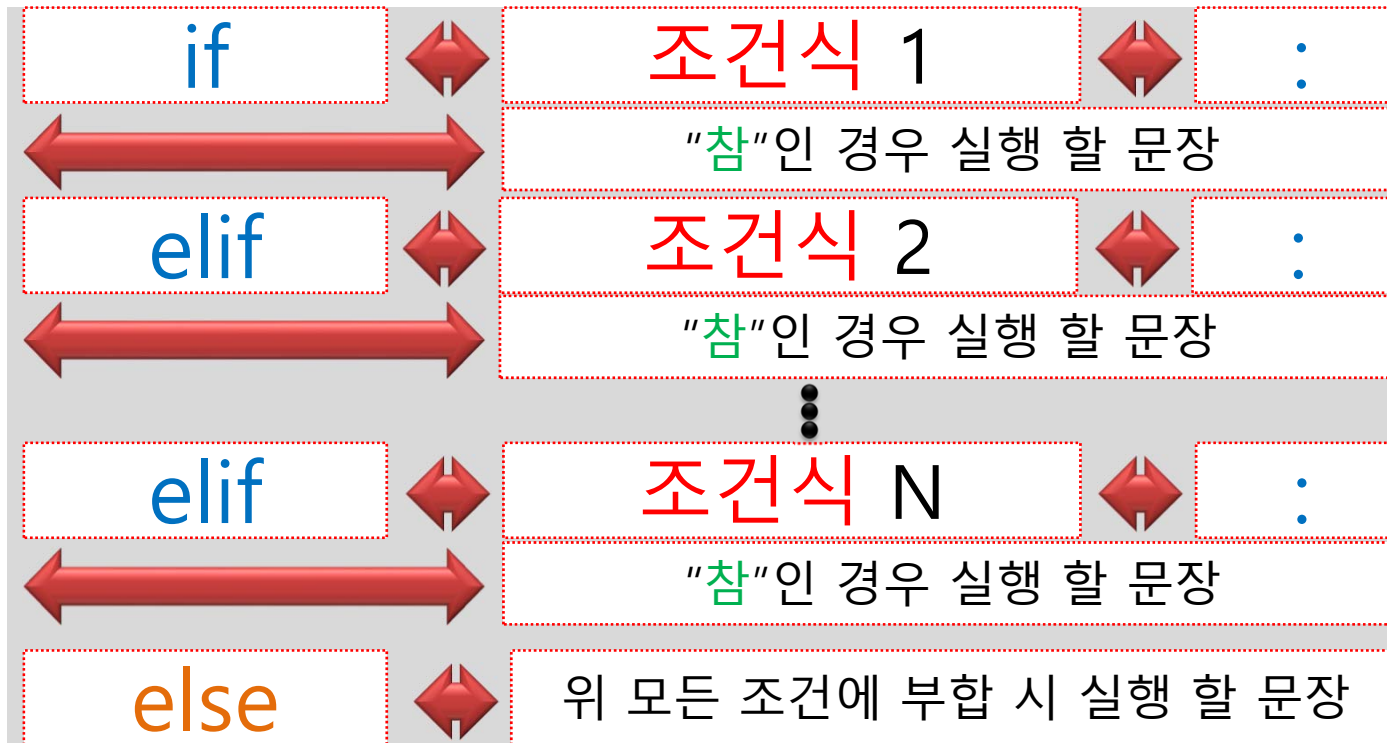 if 조건식 1 :
"참"인 경우 실행 할 문장
elif 조건식 2 :
"참"인 경우 실행 할 문장
elif 조건식 N :
"참"인 경우 실행 할 문장
else 위 모든 조건에 부합 시 실행 할 문장